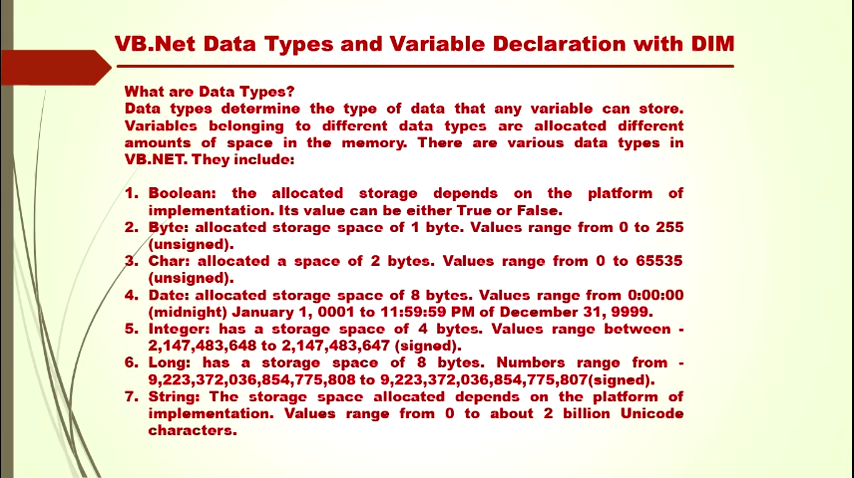 VB.Net Data Types and Variable Declaration with DIM
What are Data Types?
Data types determine the type of data that any variable can store.
Variables belonging to different data types are allocated different
amounts of space in the memory. There are various data types in
VB.NET. They include:
1. Boolean: the allocated storage depends on the platform of
implementation. Its value can be either True or False.
2. Byte: allocated storage space of 1 byte. Values range from 0 to 255
(unsigned).
3. Char: allocated a space of 2 bytes. Values range from 0 to 65535
(unsigned).
4. Date: allocated storage space of 8 bytes. Values range from 0:00:00
(midnight) January 1, 0001 to 11:59:59 PM of December 31, 9999.
5. Integer: has a storage space of 4 bytes. Values range between -
2,147,483,648 to 2,147,483,647 (signed).
6. Long: has a storage space of 8 bytes. Numbers range from -
9,223,372,036,854,775,808 to 9,223,372,036,854,775,807(signed).
7. String: The storage space allocated depends on the platform of
implementation. Values range from 0 to about 2 billion Unicode
characters.